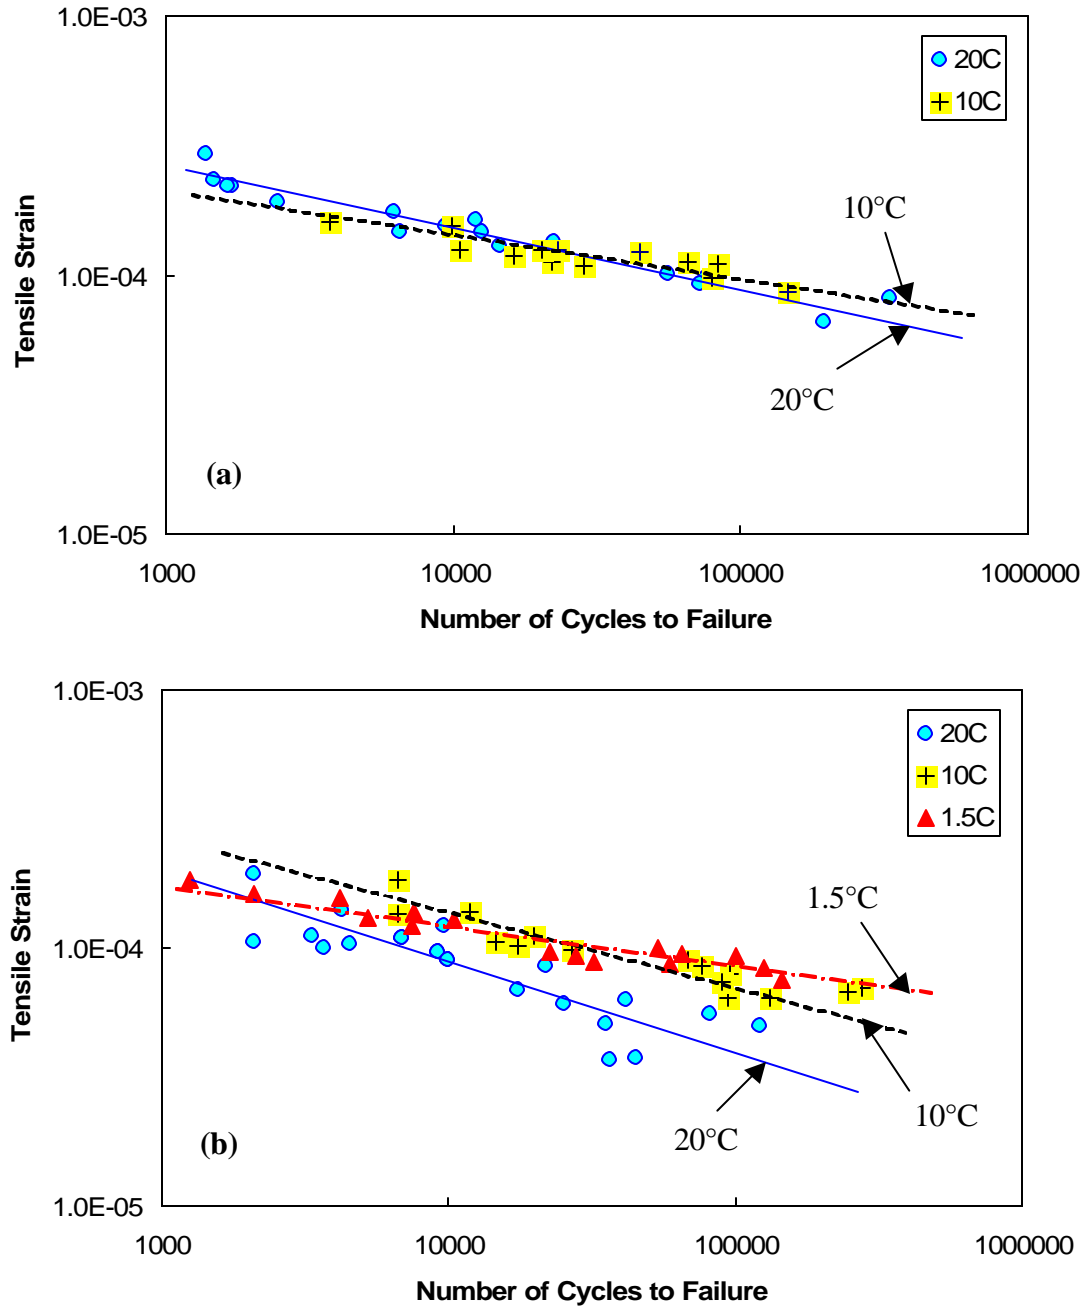 1.0E-03
20C
10C
10°C
1.0E-04
Tensile Strain
20°C
(a)
1.0E-05
1000 10000 100000 1000000
Number of Cycles to Failure
1.0E-03
20C
10C
1.5C
1.5°C
1.0E-04
Tensile Strain
10°C
20°C
(b)
1.0E-05
1000 10000 100000 1000000
Number of Cycles to Failure